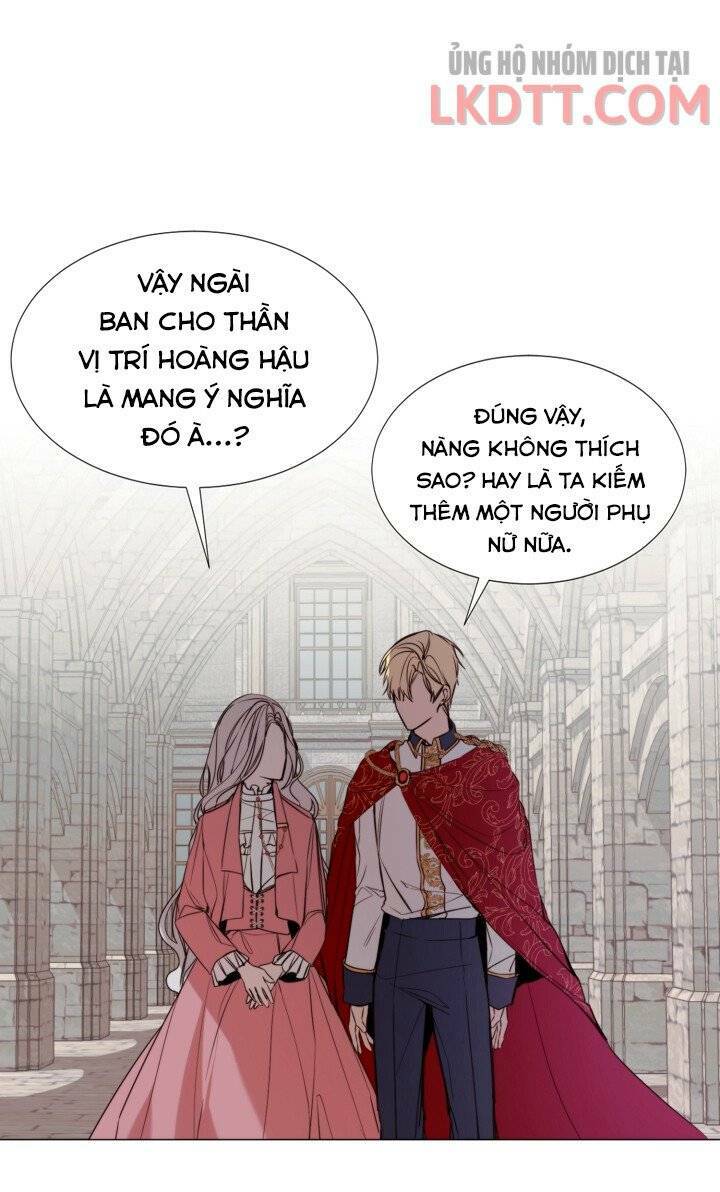 ỦNG HỘ NHÓM DỊCH TẠI
LKDTT.COM
VẬY NGÀI
BAN CHO THẦN
VỊ TRÍ HOÀNG HẬU
LÀ MANG Ý NGHĨA
ĐÓ À...?
ĐÚNG VẬY,
NÀNG KHÔNG THÍCH
SAO? HAY LÀ TA KIẾM
THÊM MỘT NGƯỜI PHỤ
NỮ NỮA.